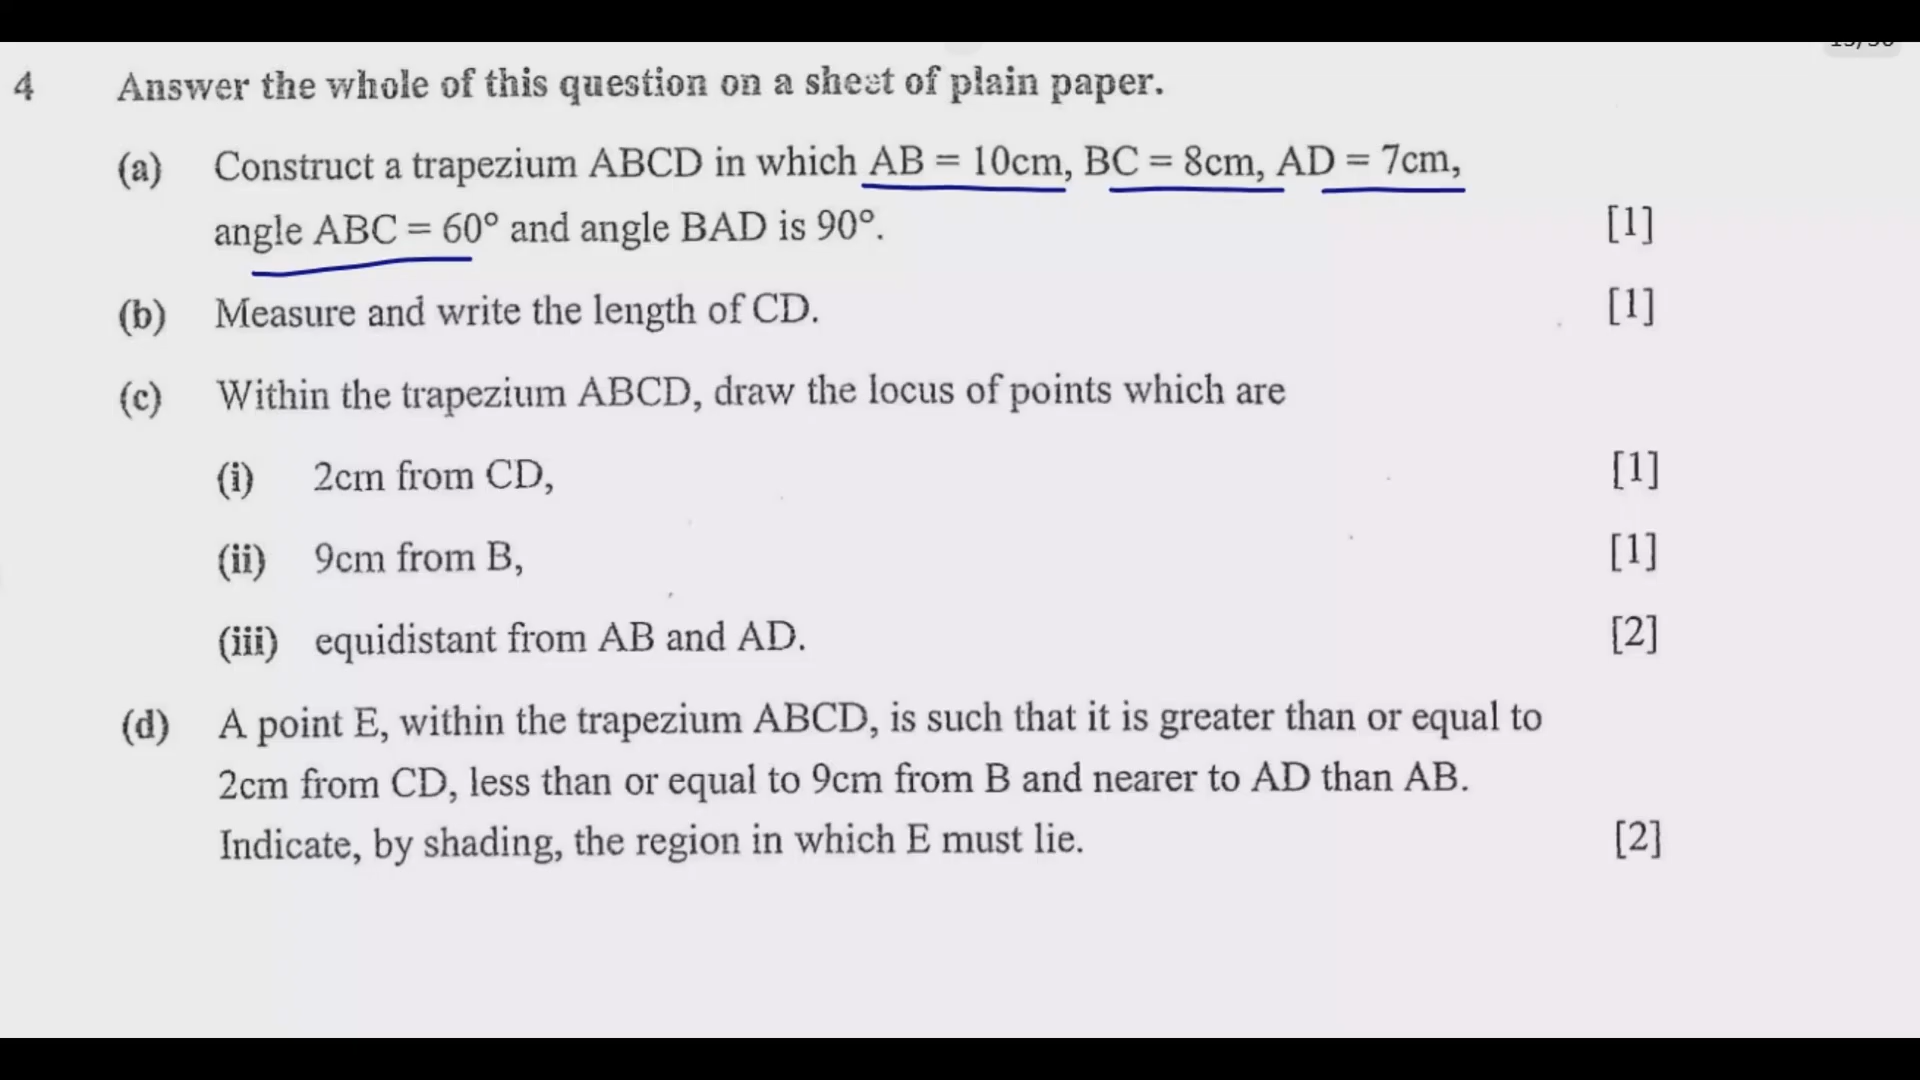 4 Answer the whole of this question on a sheet of plain paper.
(a) Construct a trapezium ABCD in which AB = 10cm, BC = 8cm, AD = 7cm,
angle ABC = 60° and angle BAD is 90°. [1]
(b) Measure and write the length of CD. [1]
(c) Within the trapezium ABCD, draw the locus of points which are
(i) 2cm from CD, [1]
(ii) 9cm from B, [1]
(iii) equidistant from AB and AD. [2]
(d) A point E, within the trapezium ABCD, is such that it is greater than or equal to
2cm from CD, less than or equal to 9cm from B and nearer to AD than AB.
Indicate, by shading, the region in which E must lie. [2]